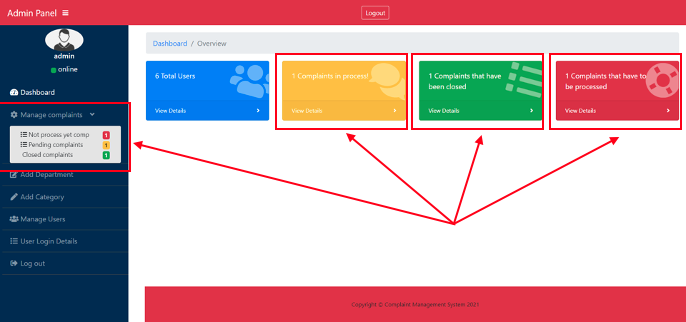 Admin Panel
Logout
admin
online
Dashboard
Manage complaints
Not process yet comp 1
Pending complaints 1
Closed complaints 1
Add Department
Add Category
Manage Users
User Login Details
Log out
Dashboard / Overview
6 Total Users
View Details
1 Complaints in process!
View Details
1 Complaints that have
been closed
View Details
1 Complaints that have to
be processed
View Details
Copyright © Complaint Management System 2021